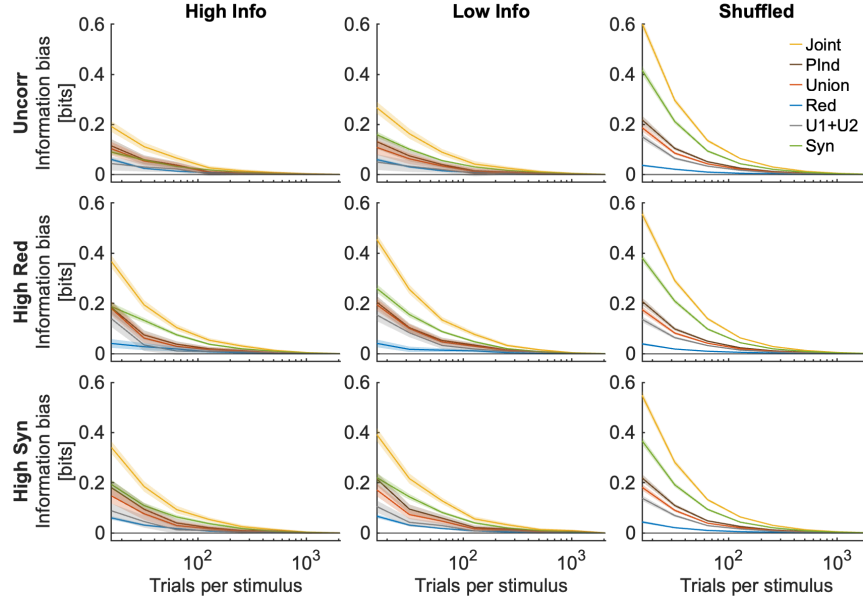 High Info
Low Info
Shuffled
Uncorr
Information bias
[bits]
0.6
0.4
0.2
0
0.6
0.4
0.2
0
0.6
0.4
0.2
0
Joint
PInd
Union
Red
U1+U2
Syn
High Red
Information bias
[bits]
0.6
0.4
0.2
0
0.6
0.4
0.2
0
0.6
0.4
0.2
0
High Syn
Information bias
[bits]
0.6
0.4
0.2
0
0.6
0.4
0.2
0
0.6
0.4
0.2
0
10²
10³
10²
10³
10²
10³
Trials per stimulus
Trials per stimulus
Trials per stimulus